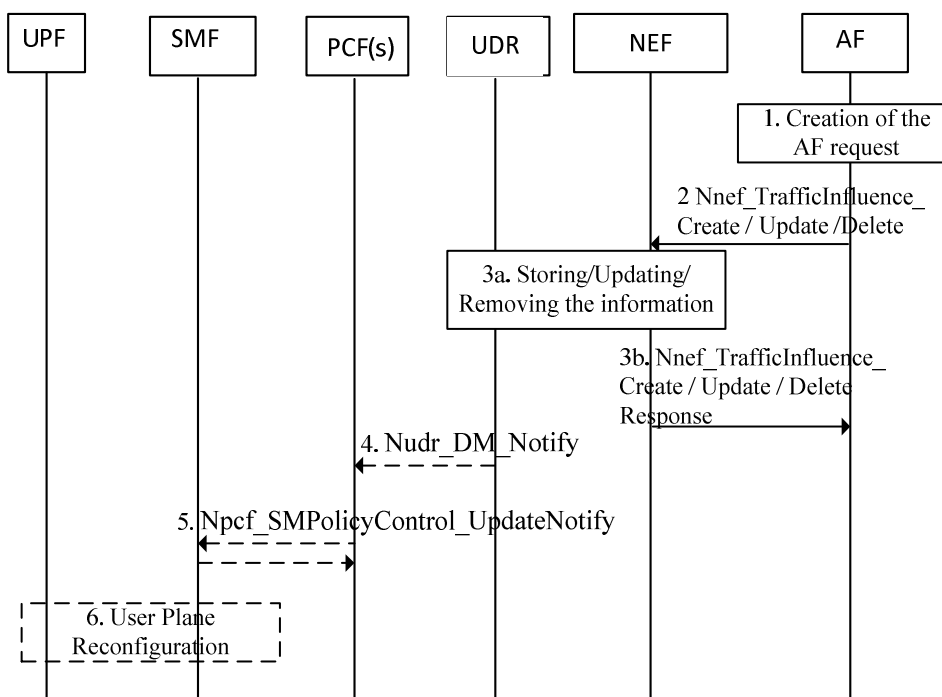 UPF
SMF
PCF(s)
UDR
NEF
AF
1. Creation of the
AF request
2 Nnef_TrafficInfluence_
Create / Update /Delete
3a. Storing/Updating/
Removing the information
3b. Nnef_TrafficInfluence_
Create / Update / Delete
Response
4. Nudr_DM_Notify
5. Npcf_SMPolicyControl_UpdateNotify
6. User Plane
Reconfiguration